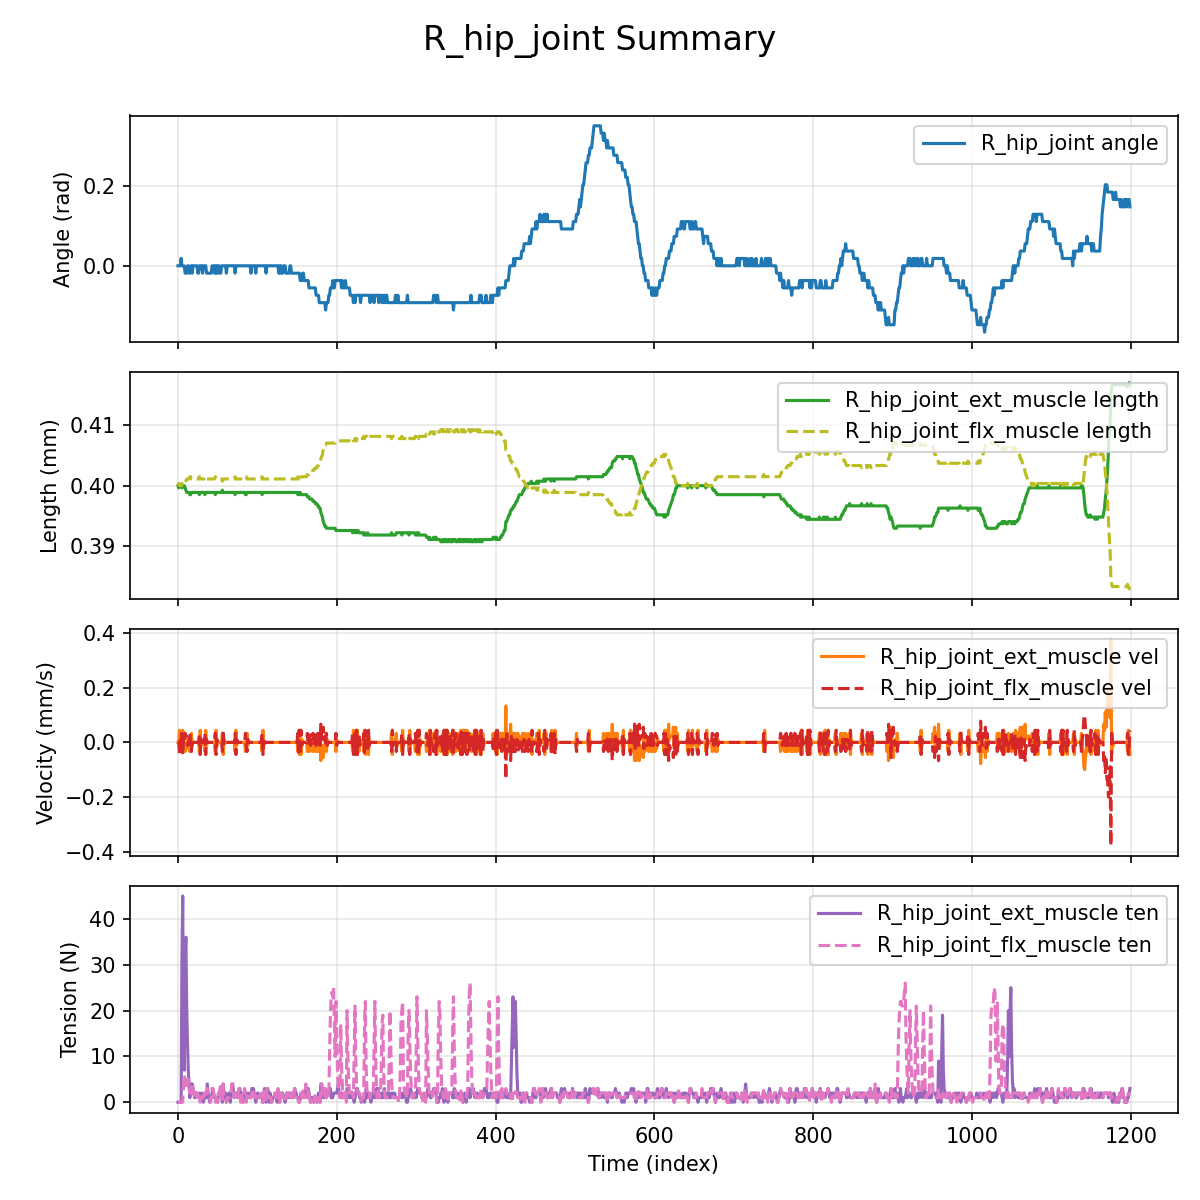 R_hip_joint Summary
R_hip_joint angle
Angle (rad)
0.2
0.0
R_hip_joint_ext_muscle length
R_hip_joint_flx_muscle length
Length (mm)
0.41
0.40
0.39
R_hip_joint_ext_muscle vel
R_hip_joint_flx_muscle vel
Velocity (mm/s)
0.4
0.2
0.0
−0.2
−0.4
R_hip_joint_ext_muscle ten
R_hip_joint_flx_muscle ten
Tension (N)
40
30
20
10
0
0 200 400 600 800 1000 1200
Time (index)